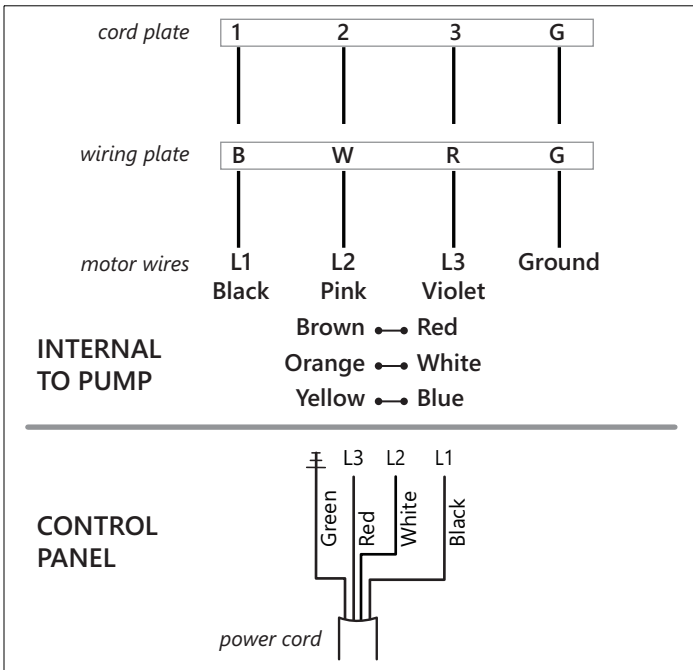 cord plate 1 2 3 G
wiring plate B W R G
motor wires L1 L2 L3 Ground
Black Pink Violet
Brown Red
INTERNAL
TO PUMP
Orange White
Yellow Blue
L3 L2 L1
Green Red White Black
CONTROL
PANEL
power cord